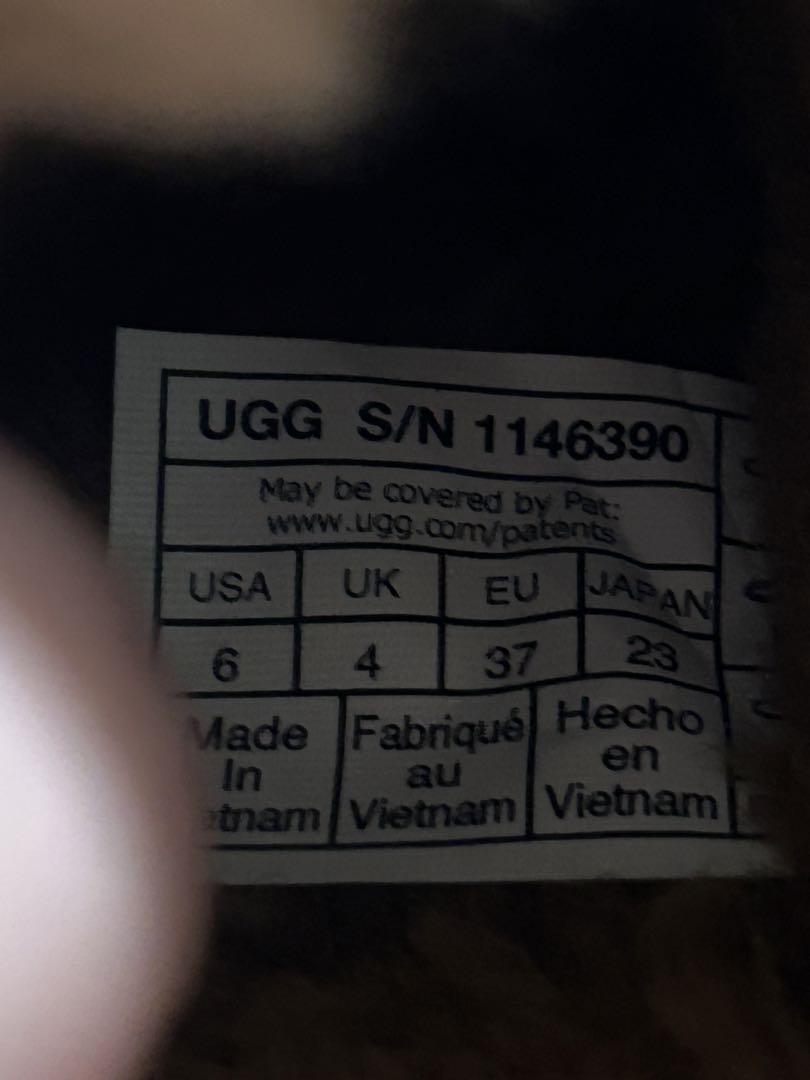 UGG S/N 1146390
May be covered by Pat:
www.ugg.com/patents
USA UK EU JAPAN
6 4 37 23
Made
In
Fabriqué
au
Vietnam
Hecho
en
Vietnam